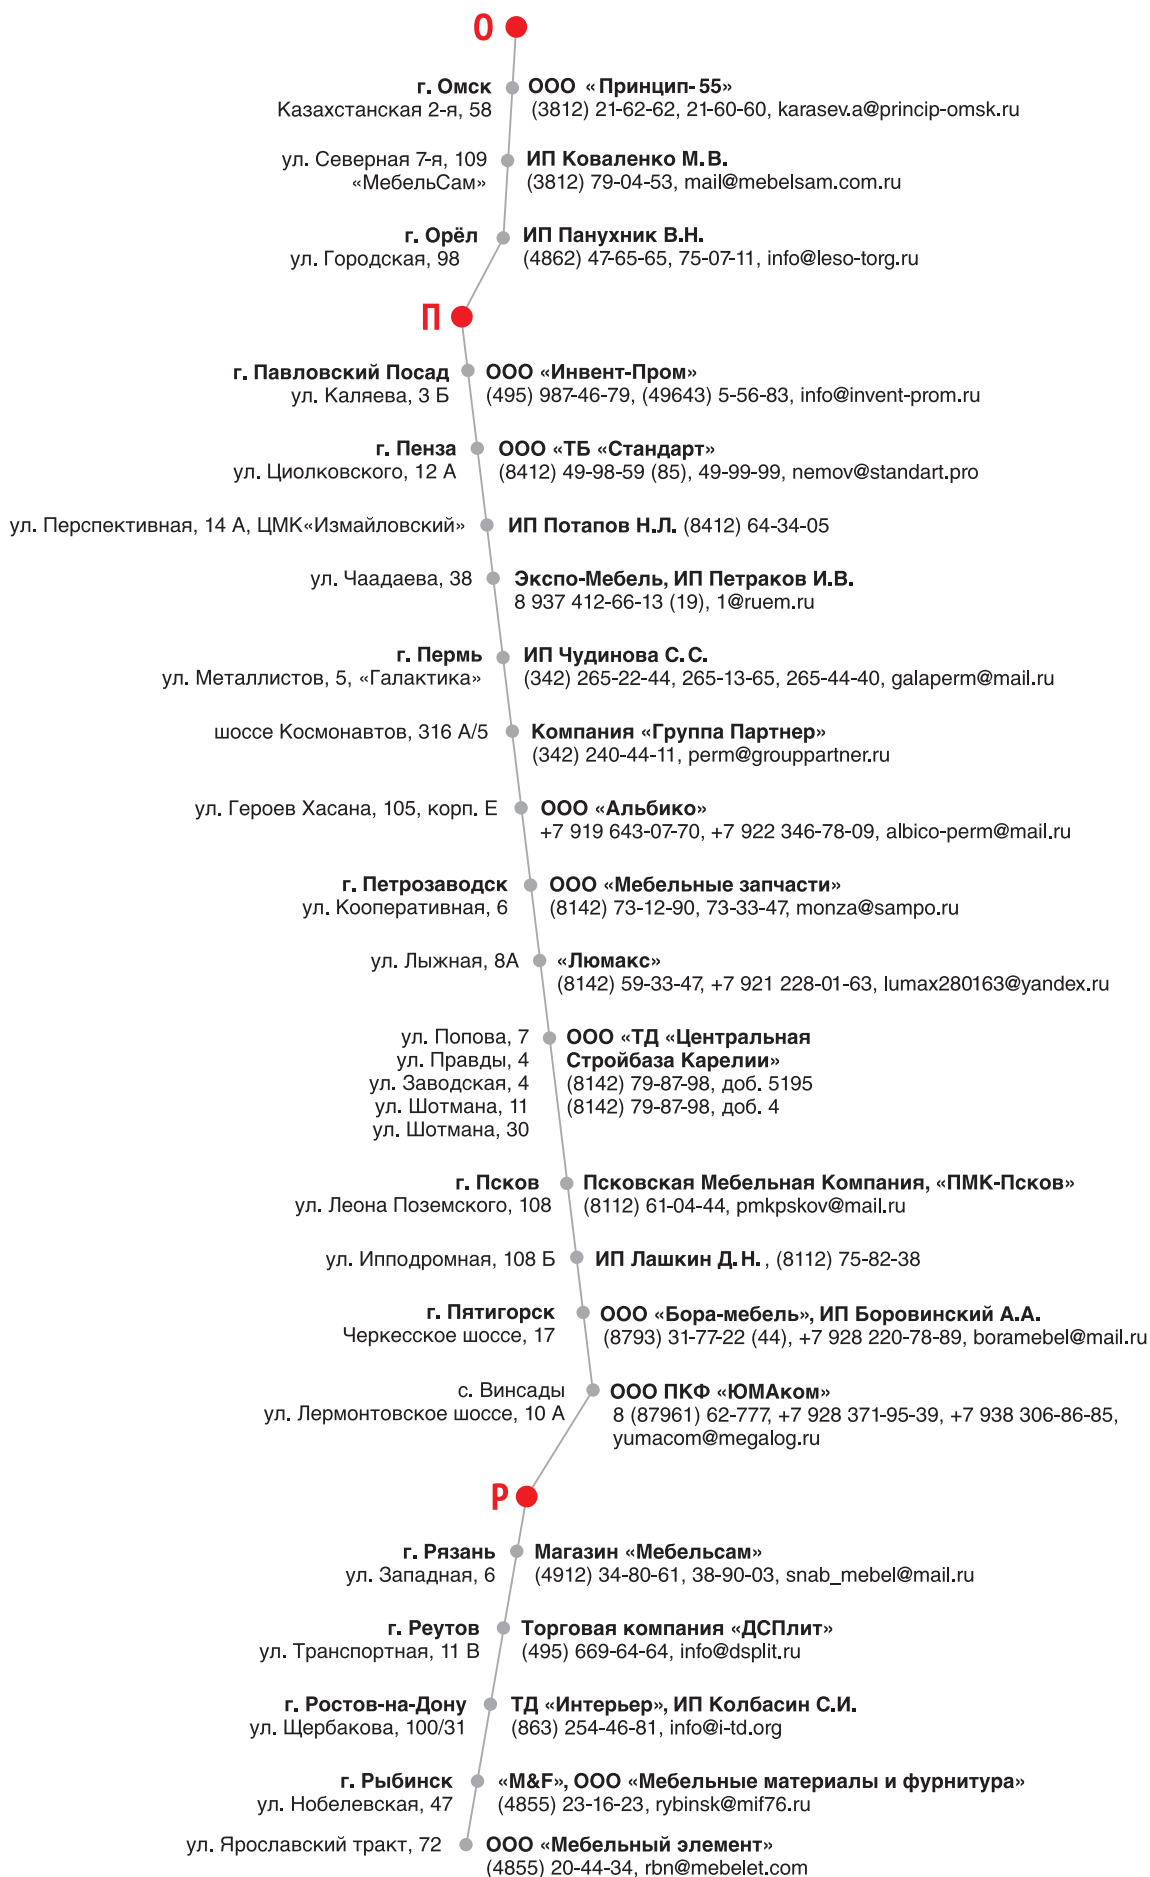 О
г. Омск
Казахстанская 2-я, 58
ООО «Принцип-55»
(3812) 21-62-62, 21-60-60, karasev.a@princip-omsk.ru
ул. Северная 7-я, 109
«МебельСам»
ИП Коваленко М.В.
(3812) 79-04-53, mail@mebelsam.com.ru
г. Орёл
ул. Городская, 98
ИП Панухник В.Н.
(4862) 47-65-65, 75-07-11, info@leso-torg.ru
П
г. Павловский Посад
ул. Каляева, 3 Б
ООО «Инвент-Пром»
(495) 987-46-79, (49643) 5-56-83, info@invent-prom.ru
г. Пенза
ул. Циолковского, 12 А
ООО «ТБ «Стандарт»
(8412) 49-98-59 (85), 49-99-99, nemov@standart.pro
ул. Перспективная, 14 А, ЦМК«Измайловский»
ИП Потапов Н.Л. (8412) 64-34-05
ул. Чаадаева, 38
Экспо-Мебель, ИП Петраков И.В.
8 937 412-66-13 (19), 1@ruem.ru
г. Пермь
ул. Металлистов, 5, «Галактика»
ИП Чудинова С.С.
(342) 265-22-44, 265-13-65, 265-44-40, galaperm@mail.ru
шоссе Космонавтов, 316 А/5
Компания «Группа Партнер»
(342) 240-44-11, perm@grouppartner.ru
ул. Героев Хасана, 105, корп. Е
ООО «Альбико»
+7 919 643-07-70, +7 922 346-78-09, albico-perm@mail.ru
г. Петрозаводск
ул. Кооперативная, 6
ООО «Мебельные запчасти»
(8142) 73-12-90, 73-33-47, monza@sampo.ru
ул. Лыжная, 8А
«Люмакс»
(8142) 59-33-47, +7 921 228-01-63, lumax280163@yandex.ru
ул. Попова, 7
ул. Правды, 4
ул. Заводская, 4
ул. Шотмана, 11
ул. Шотмана, 30
ООО «ТД «Центральная
Стройбаза Карелии»
(8142) 79-87-98, доб. 5195
(8142) 79-87-98, доб. 4
г. Псков
ул. Леона Поземского, 108
Псковская Мебельная Компания, «ПМК-Псков»
(8112) 61-04-44, pmkpskov@mail.ru
ул. Ипподромная, 108 Б
ИП Лашкин Д.Н., (8112) 75-82-38
г. Пятигорск
Черкесское шоссе, 17
ООО «Бора-мебель», ИП Боровинский А.А.
(8793) 31-77-22 (44), +7 928 220-78-89, boramebel@mail.ru
с. Винсады
ул. Лермонтовское шоссе, 10 А
ООО ПКФ «ЮМАком»
8 (87961) 62-777, +7 928 371-95-39, +7 938 306-86-85,
yumacom@megalog.ru
Р
г. Рязань
ул. Западная, 6
Магазин «Мебельсам»
(4912) 34-80-61, 38-90-03, snab_mebel@mail.ru
г. Реутов
ул. Транспортная, 11 В
Торговая компания «ДСПлит»
(495) 669-64-64, info@dsplit.ru
г. Ростов-на-Дону
ул. Щербакова, 100/31
ТД «Интерьер», ИП Колбасин С.И.
(863) 254-46-81, info@i-td.org
г. Рыбинск
ул. Нобелевская, 47
«M&F», ООО «Мебельные материалы и фурнитура»
(4855) 23-16-23, rybinsk@mif76.ru
ул. Ярославский тракт, 72
ООО «Мебельный элемент»
(4855) 20-44-34, rbn@mebelet.com